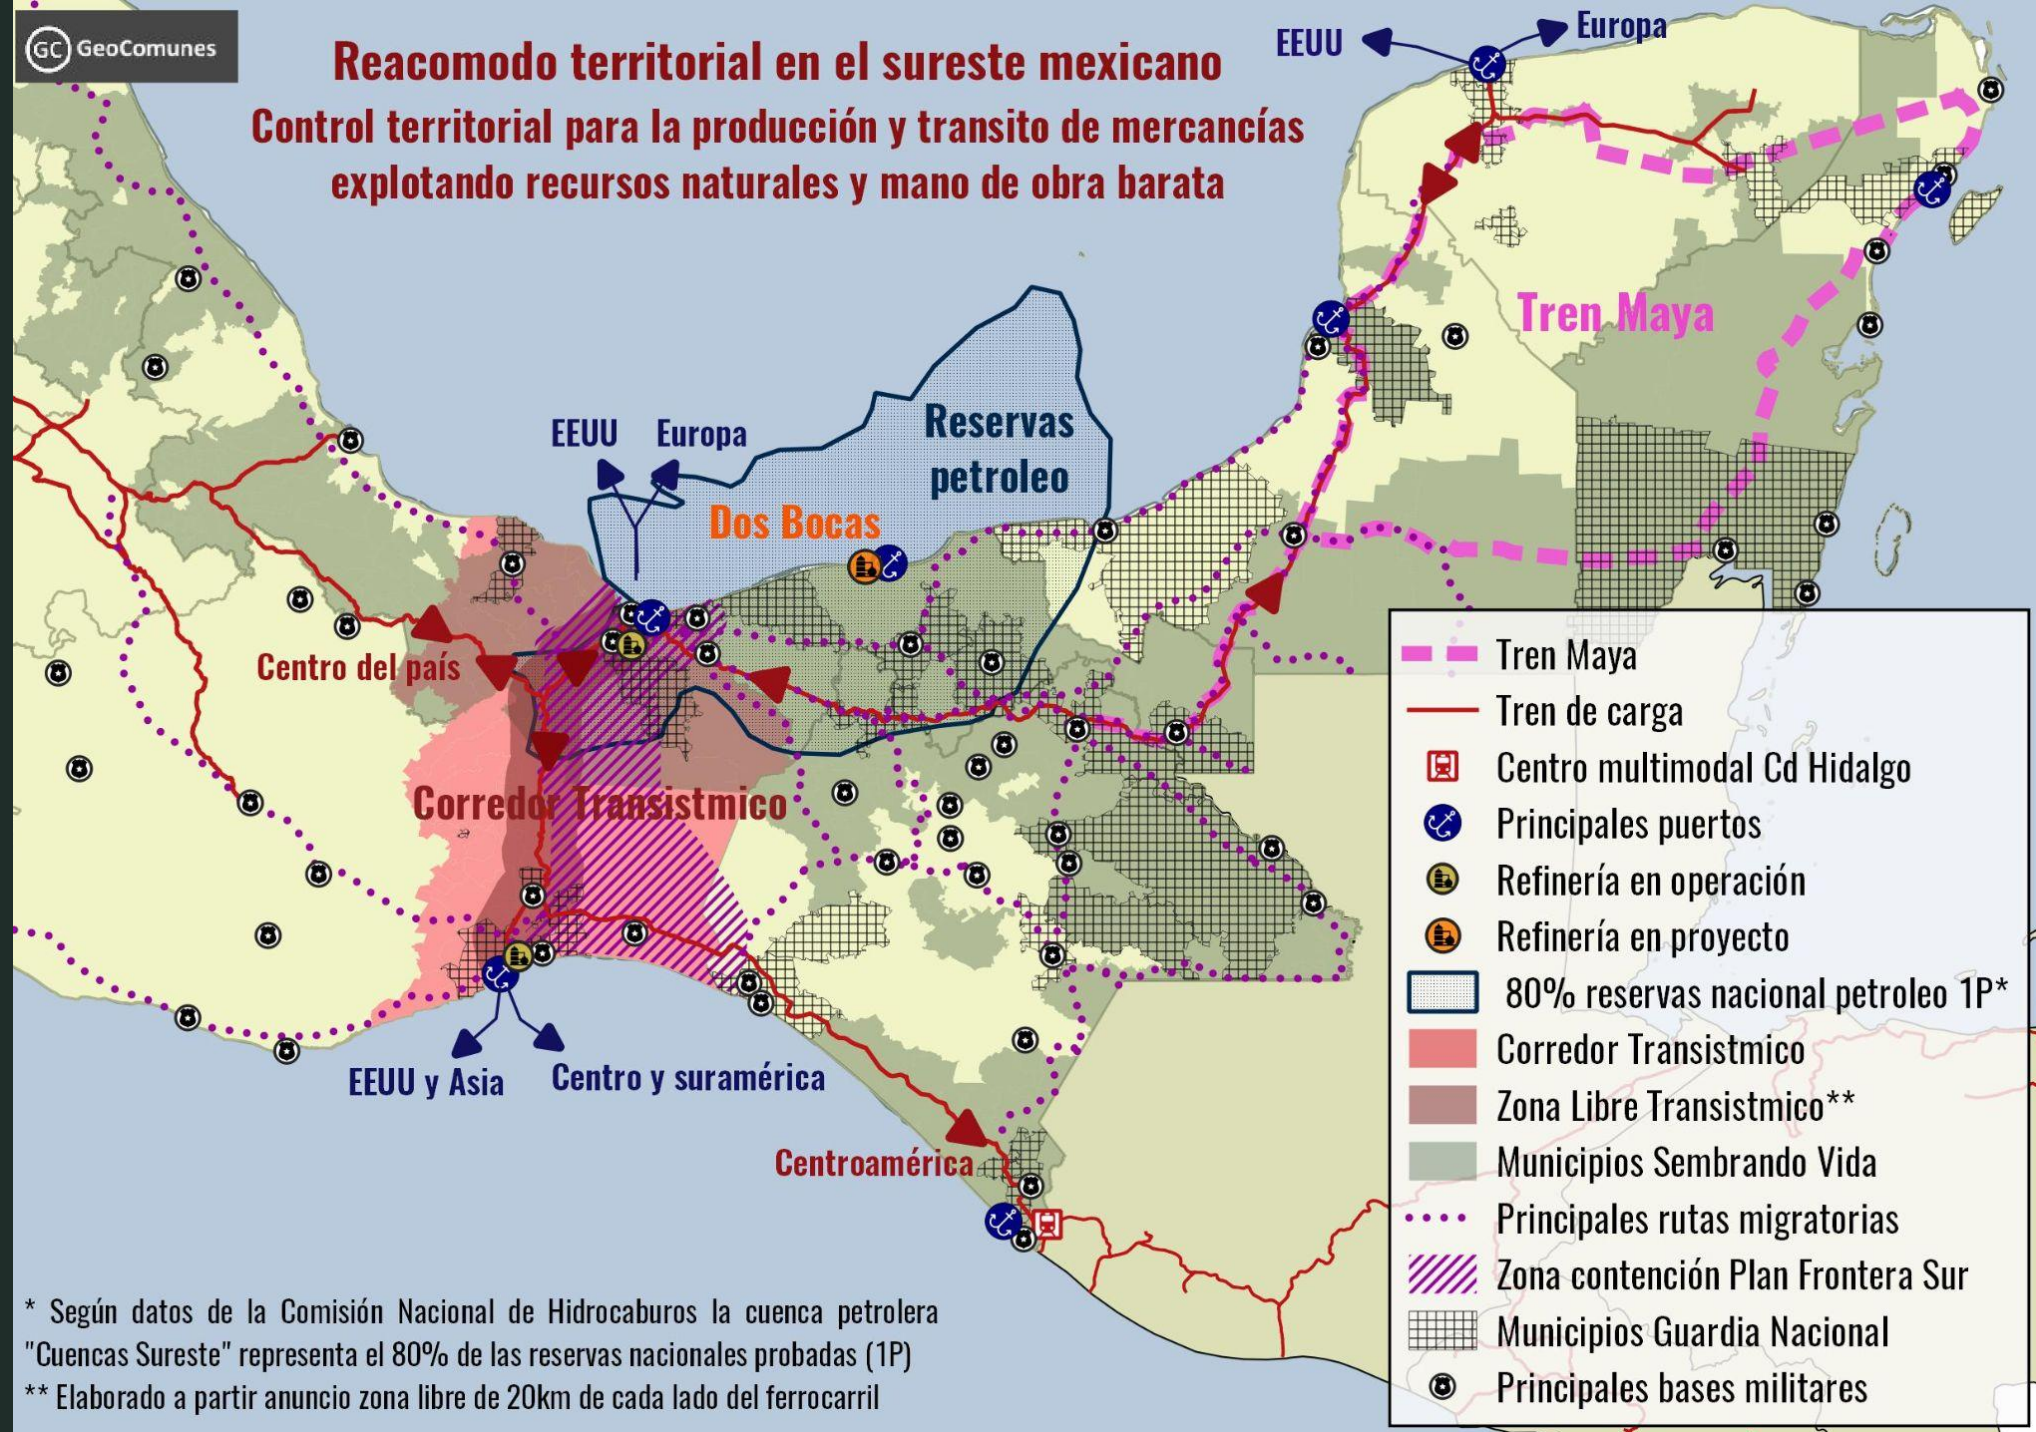 GC GeoComunes
Reacomodo territorial en el sureste mexicano
Control territorial para la producción y transito de mercancías
explotando recursos naturales y mano de obra barata
EEUU
Europa
Tren Maya
EEUU
Europa
Reservas
petroleo
Dos Bocas
Centro del país
Corredor Transistmico
EEUU y Asia
Centro y suramérica
Centroamérica
Tren Maya
Tren de carga
Centro multimodal Cd Hidalgo
Principales puertos
Refinería en operación
Refinería en proyecto
80% reservas nacional petroleo 1P*
Corredor Transistmico
Zona Libre Transistmico**
Municipios Sembrando Vida
Principales rutas migratorias
Zona contención Plan Frontera Sur
Municipios Guardia Nacional
Principales bases militares
* Según datos de la Comisión Nacional de Hidrocaburos la cuenca petrolera
"Cuencas Sureste" representa el 80% de las reservas nacionales probadas (1P)
** Elaborado a partir anuncio zona libre de 20km de cada lado del ferrocarril